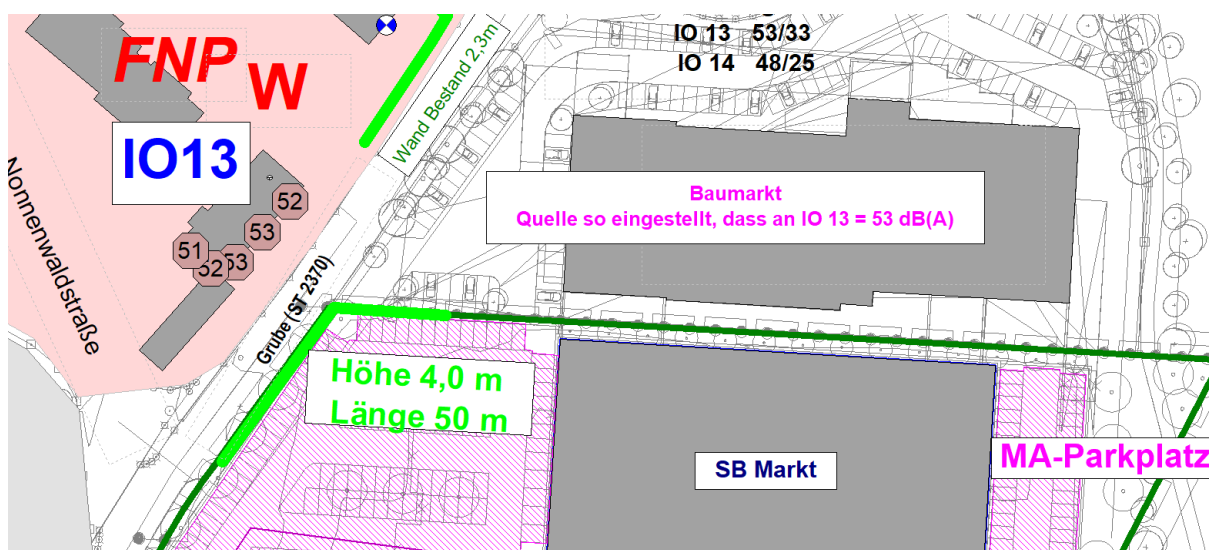 IO 13 53/33
IO 14 48/25
FNP W
Wand Bestand 2,3m
IO13
Baumarkt
Quelle so eingestellt, dass an IO 13 = 53 dB(A)
52
53
51
52
53
Nonnenwaldstraße
Grube (ST 2370)
Höhe 4,0 m
Länge 50 m
SB Markt
MA-Parkplatz